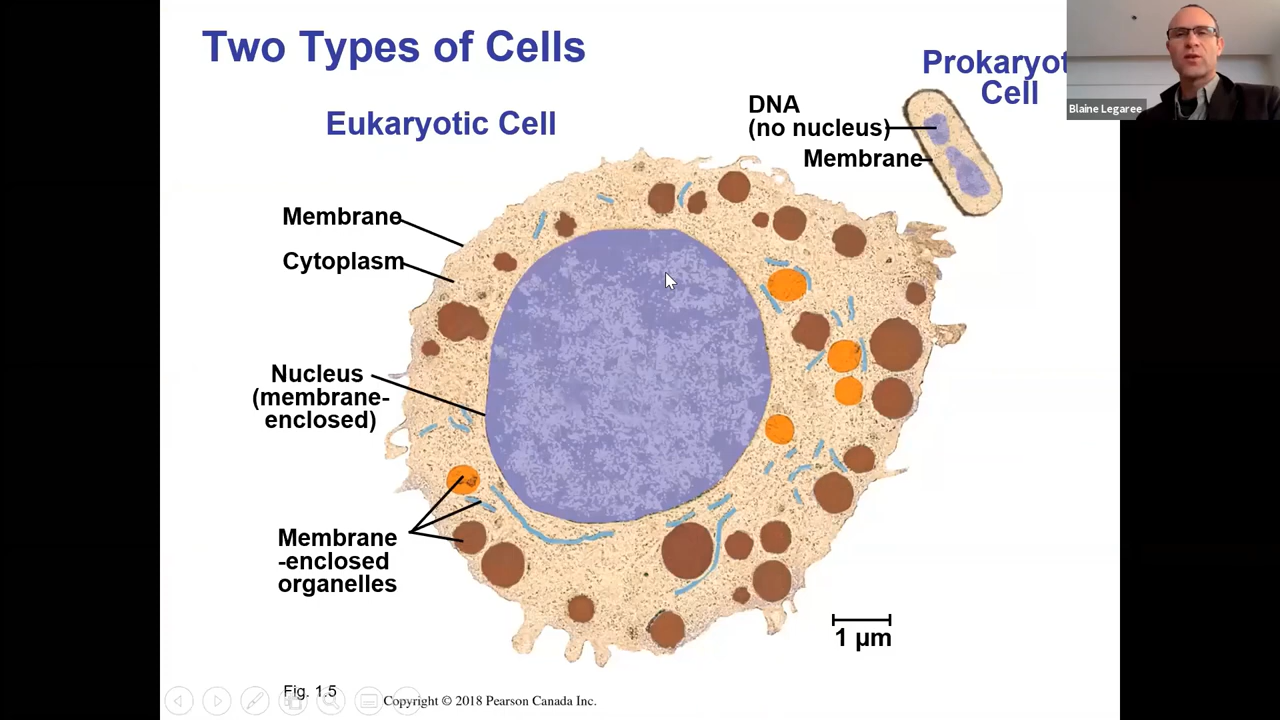 Two Types of Cells
Prokaryot
Cell
Blaine Legaree
Eukaryotic Cell
DNA
(no nucleus)
Membrane
Membrane
Cytoplasm
Nucleus
(membrane-
enclosed)
Membrane
-enclosed
organelles
1 µm
Fig. 1.5
Copyright © 2018 Pearson Canada Inc.